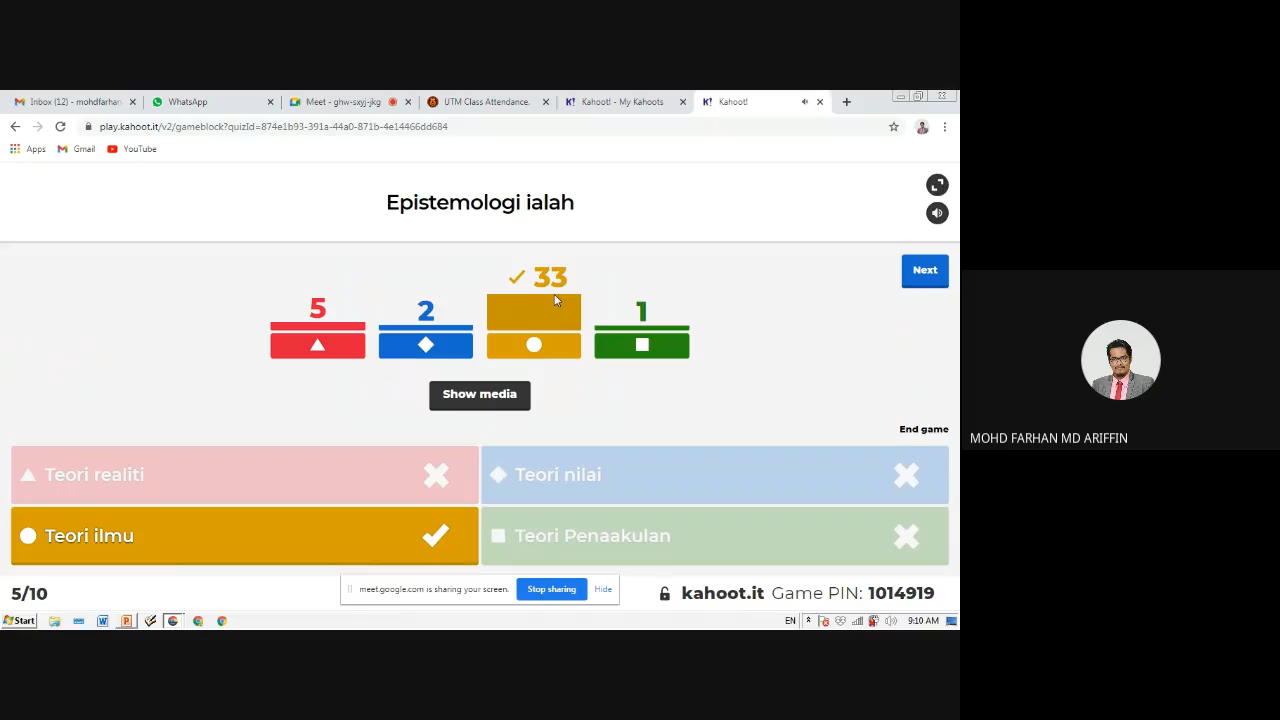 Inbox (12) - mohdfarhan
WhatsApp
Meet - ghw-sxyj-jkg
UTM Class Attendance.
Kahoot! - My Kahoots
Kahoot!
play.kahoot.it/v2/gameblock?quizId=874e1b93-391a-44a0-871b-4e14466dd684
Apps
Gmail
YouTube
Epistemologi ialah
Next
5
2
33
1
Show media
End game
Teori realiti
Teori nilai
Teori ilmu
Teori Penaakulan
5/10
meet.google.com is sharing your screen.
Stop sharing
Hide
kahoot.it Game PIN: 1014919
Start
EN
9:10 AM
MOHD FARHAN MD ARIFFIN